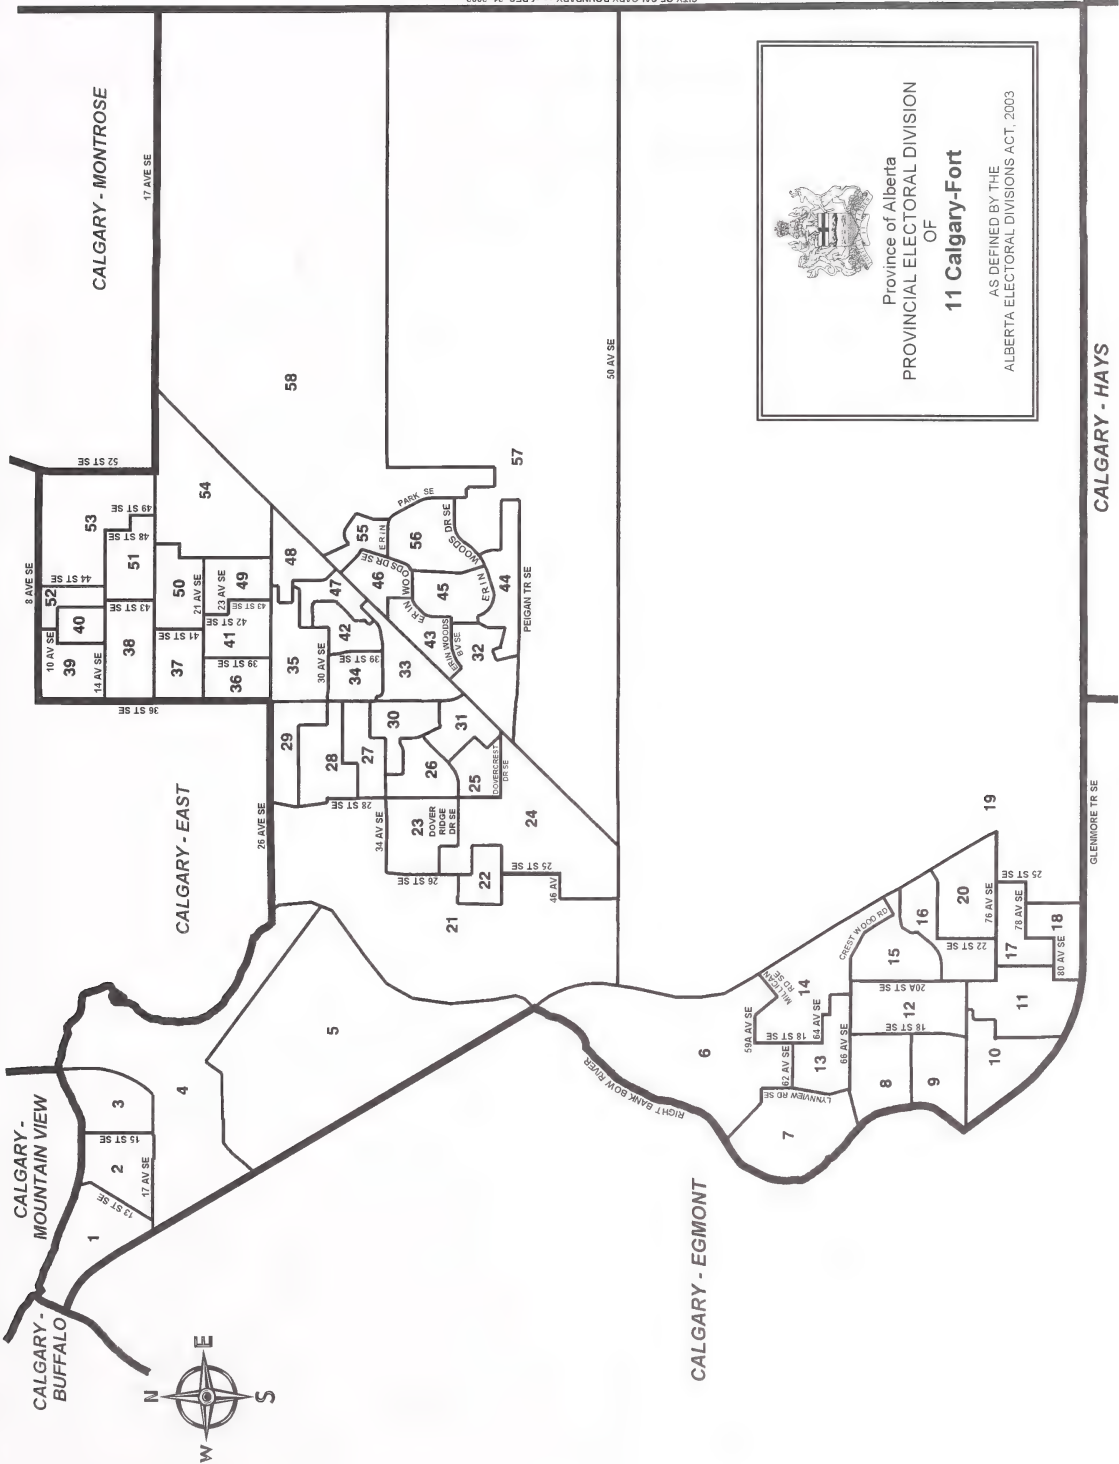 CALGARY - MONTROSE
17 AVE SE
8 AVE SE
52 ST SE
53
49 ST SE
48 ST SE
44 ST SE
52
51
10 AV SE
40
39
43 ST SE
38
14 AV SE
36 ST SE
54
50
21 AV SE
23 AV SE
49
43 ST SE
42 ST SE
41 ST SE
41
37
39 ST SE
36
58
48
47
35
30 AV SE
42
39 ST SE
34
33
55
PARK SE
ERIN
56
WOODS DR SE
ERIN
46
ERIN WOODS DR SE
45
44
43
ERIN WOODS BV SE
32
57
PEIGAN TR SE
50 AV SE
29
28
27
30
31
26
25
DOVERCREST DR SE
28 ST SE
34 AV SE
23
DOVER
RIDGE
DR SE
24
26 ST SE
25 ST SE
22
46 AV
21
CALGARY - EAST
26 AVE SE
5
4
3
15 ST SE
2
17 AV SE
13 ST SE
1
CALGARY -
MOUNTAIN VIEW
CALGARY -
BUFFALO
N
E
S
W
RIGHT BANK BOW RIVER
6
59A AV SE
MILLICAN
RD SE
14
18 ST SE
64 AV SE
62 AV SE
13
66 AV SE
LYNNVIEW RD SE
7
CREST WOOD RD
15
16
20
19
76 AV SE
25 ST SE
22 ST SE
78 AV SE
17
18
80 AV SE
20A ST SE
12
18 ST SE
11
10
8
9
GLENMORE TR SE
CALGARY - EGMONT
CALGARY - HAYS
Province of Alberta
PROVINCIAL ELECTORAL DIVISION
OF
11 Calgary-Fort
AS DEFINED BY THE
ALBERTA ELECTORAL DIVISIONS ACT, 2003